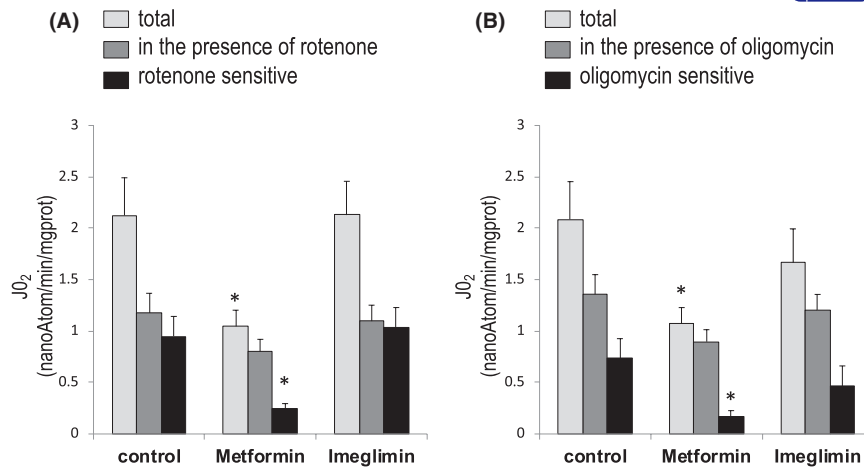 (A)
total
in the presence of rotenone
rotenone sensitive
3
2.5
2
1.5
1
0.5
0
J0₂
(nanoAtom/min/mgprot)
*
*
control
Metformin
Imeglimin
(B)
total
in the presence of oligomycin
oligomycin sensitive
3
2.5
2
1.5
1
0.5
0
J0₂
(nanoAtom/min/mgprot)
*
*
control
Metformin
Imeglimin